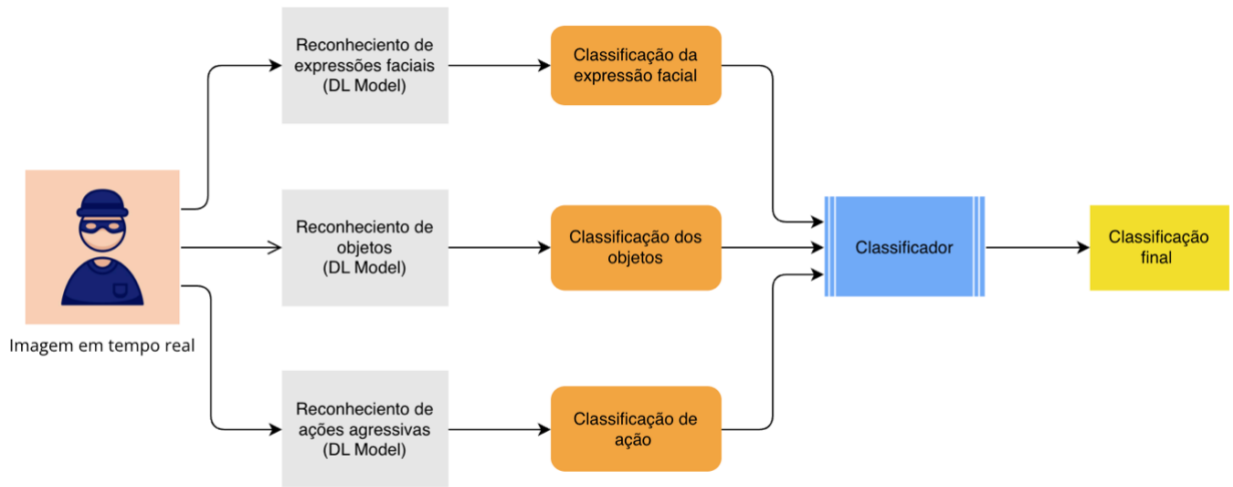 Reconheciento de
expressões faciais
(DL Model)
Classificação da
expressão facial
Imagem em tempo real
Reconheciento de
objetos
(DL Model)
Classificação dos
objetos
Classificador
Classificação
final
Reconheciento de
ações agressivas
(DL Model)
Classificação de
ação